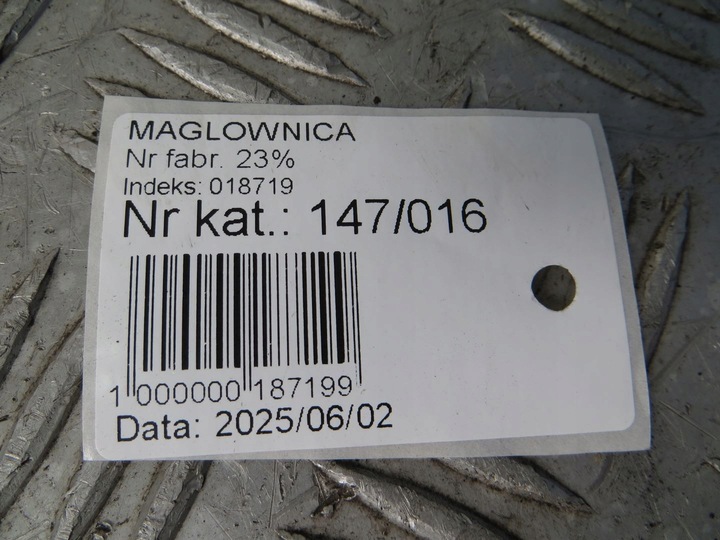 MAGLOWNICA
Nr fabr. 23%
Indeks: 018719
Nr kat.: 147/016
1 000000 187199
Data: 2025/06/02